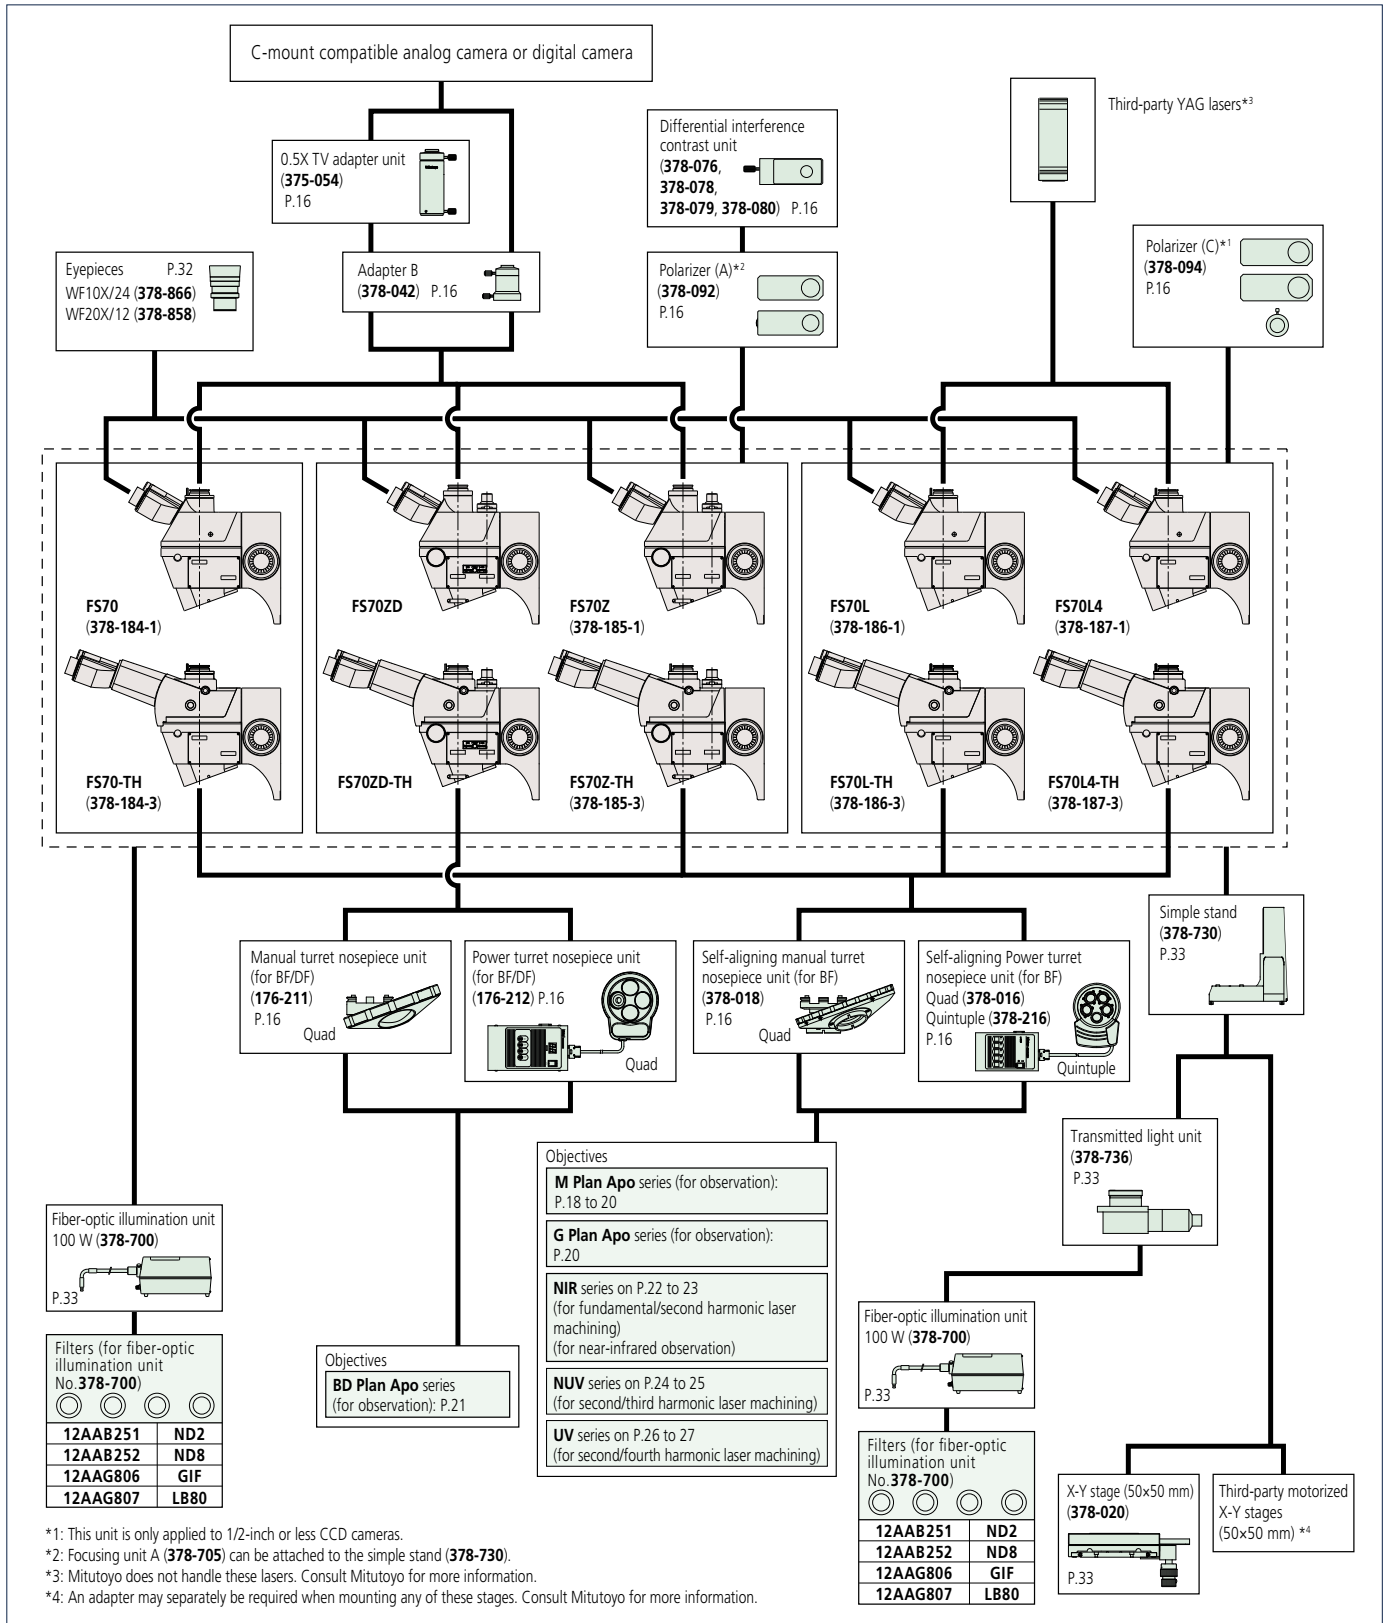 C-mount compatible analog camera or digital camera
0.5X TV adapter unit
(375-054)
P.16
Differential interference
contrast unit
(378-076,
378-078,
378-079, 378-080) P.16
Third-party YAG lasers*3
Eyepieces P.32
WF10X/24 (378-866)
WF20X/12 (378-858)
Adapter B
(378-042) P.16
Polarizer (A)*2
(378-092)
P.16
Polarizer (C)*1
(378-094)
P.16
FS70
(378-184-1)
FS70ZD
FS70Z
(378-185-1)
FS70L
(378-186-1)
FS70L4
(378-187-1)
FS70-TH
(378-184-3)
FS70ZD-TH
FS70Z-TH
(378-185-3)
FS70L-TH
(378-186-3)
FS70L4-TH
(378-187-3)
Manual turret nosepiece unit
(for BF/DF)
(176-211)
P.16
Quad
Power turret nosepiece unit
(for BF/DF)
(176-212) P.16
Quad
Self-aligning manual turret
nosepiece unit (for BF)
(378-018)
P.16
Quad
Self-aligning Power turret
nosepiece unit (for BF)
Quad (378-016)
Quintuple (378-216)
P.16
Quintuple
Simple stand
(378-730)
P.33
Transmitted light unit
(378-736)
P.33
Fiber-optic illumination unit
100 W (378-700)
P.33
Filters (for fiber-optic
illumination unit
No.378-700)
12AAB251 ND2
12AAB252 ND8
12AAG806 GIF
12AAG807 LB80
Objectives
BD Plan Apo series
(for observation): P.21
Objectives
M Plan Apo series (for observation):
P.18 to 20
G Plan Apo series (for observation):
P.20
NIR series on P.22 to 23
(for fundamental/second harmonic laser
machining)
(for near-infrared observation)
NUV series on P.24 to 25
(for second/third harmonic laser machining)
UV series on P.26 to 27
(for second/fourth harmonic laser machining)
Fiber-optic illumination unit
100 W (378-700)
P.33
Filters (for fiber-optic
illumination unit
No.378-700)
12AAB251 ND2
12AAB252 ND8
12AAG806 GIF
12AAG807 LB80
X-Y stage (50×50 mm)
(378-020)
P.33
Third-party motorized
X-Y stages
(50×50 mm) *4
*1: This unit is only applied to 1/2-inch or less CCD cameras.
*2: Focusing unit A (378-705) can be attached to the simple stand (378-730).
*3: Mitutoyo does not handle these lasers. Consult Mitutoyo for more information.
*4: An adapter may separately be required when mounting any of these stages. Consult Mitutoyo for more information.